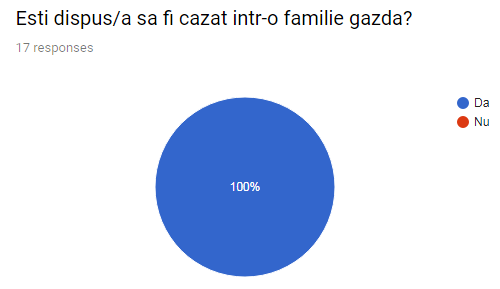 Esti dispus/a sa fi cazat intr-o familie gazda?
17 responses
Da
Nu
100%